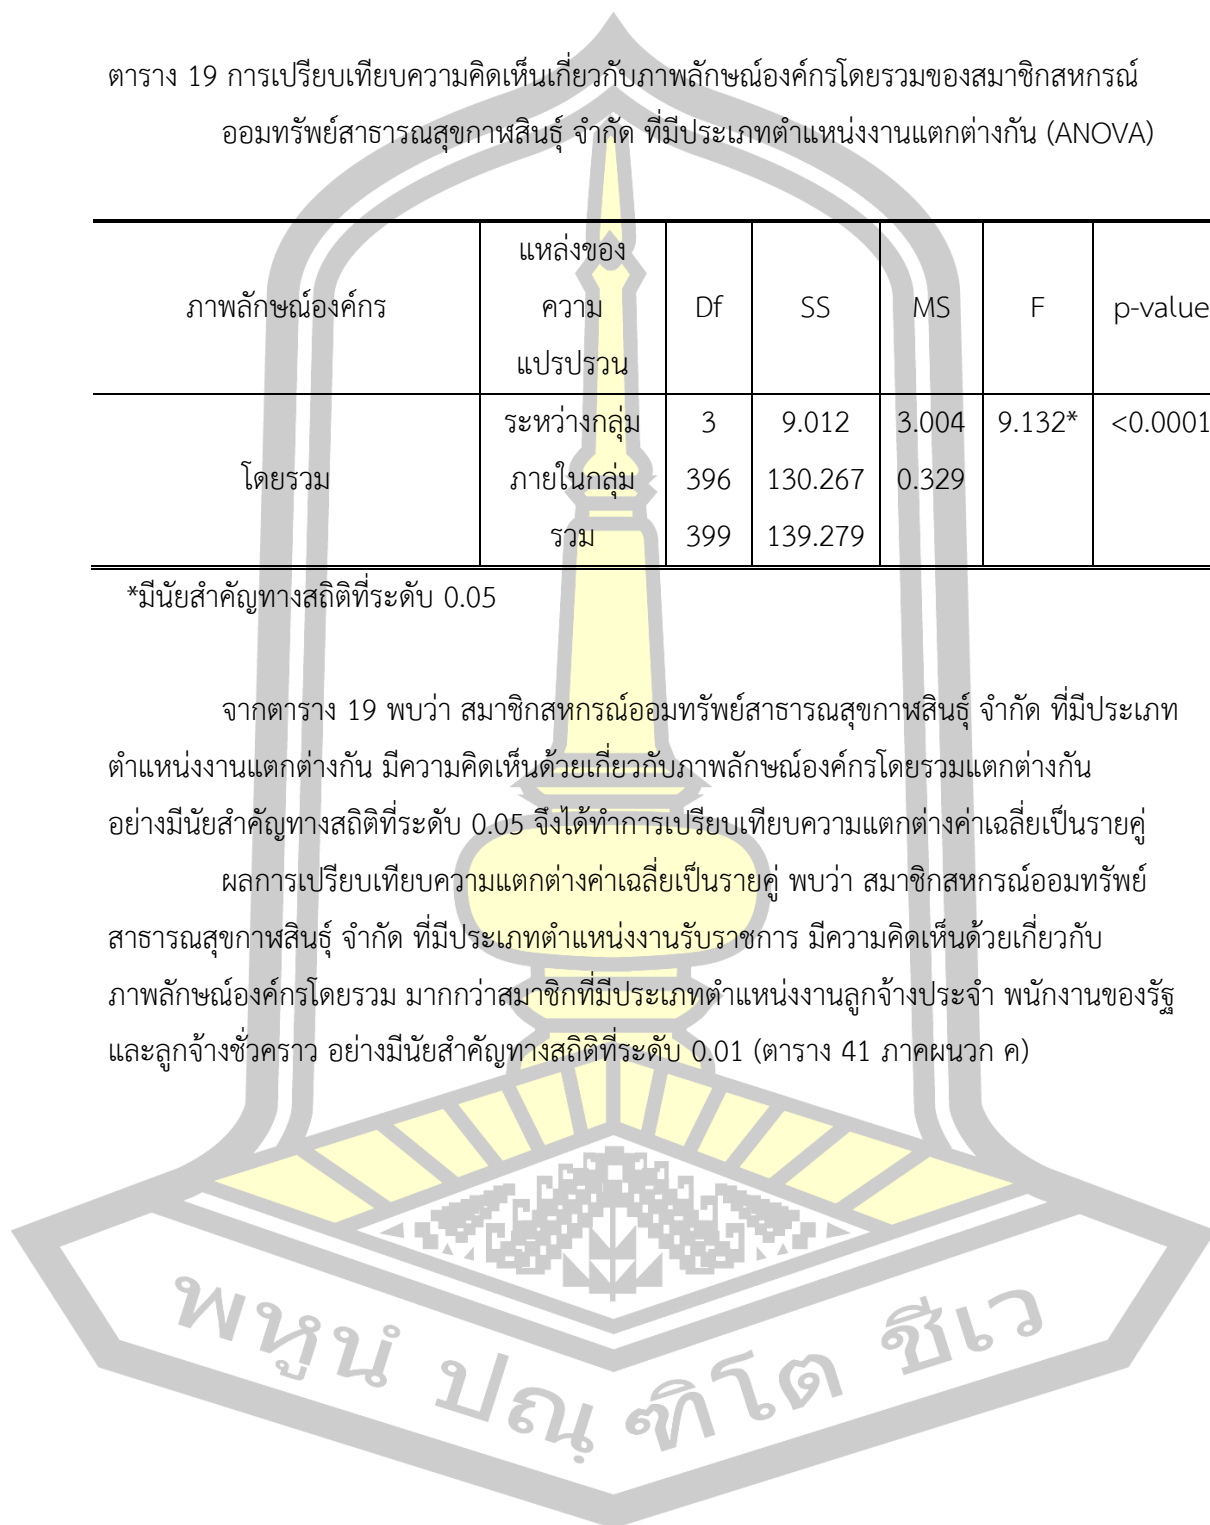 ตาราง 19 การเปรียบเทียบความคิดเห็นเกี่ยวกับภาพลักษณ์องค์กรโดยรวมของสมาชิกสหกรณ์
ออมทรัพย์สาธารณสุขกาฬสินธุ์ จำกัด ที่มีประเภทตำแหน่งงานแตกต่างกัน (ANOVA)
ภาพลักษณ์องค์กร แหล่งของ ความ แปรปรวน Df SS MS F p-value
ระหว่างกลุ่ม 3 9.012 3.004 9.132* <0.0001
โดยรวม ภายในกลุ่ม 396 130.267 0.329
รวม 399 139.279
*มีนัยสำคัญทางสถิติที่ระดับ 0.05
จากตาราง 19 พบว่า สมาชิกสหกรณ์ออมทรัพย์สาธารณสุขกาฬสินธุ์ จำกัด ที่มีประเภท
ตำแหน่งงานแตกต่างกัน มีความคิดเห็นด้วยเกี่ยวกับภาพลักษณ์องค์กรโดยรวมแตกต่างกัน
อย่างมีนัยสำคัญทางสถิติที่ระดับ 0.05 จึงได้ทำการเปรียบเทียบความแตกต่างค่าเฉลี่ยเป็นรายคู่
ผลการเปรียบเทียบความแตกต่างค่าเฉลี่ยเป็นรายคู่ พบว่า สมาชิกสหกรณ์ออมทรัพย์
สาธารณสุขกาฬสินธุ์ จำกัด ที่มีประเภทตำแหน่งงานรับราชการ มีความคิดเห็นด้วยเกี่ยวกับ
ภาพลักษณ์องค์กรโดยรวม มากกว่าสมาชิกที่มีประเภทตำแหน่งงานลูกจ้างประจำ พนักงานของรัฐ
และลูกจ้างชั่วคราว อย่างมีนัยสำคัญทางสถิติที่ระดับ 0.01 (ตาราง 41 ภาคผนวก ค)
พหูนํ ปณฺฑิโต ชีเว